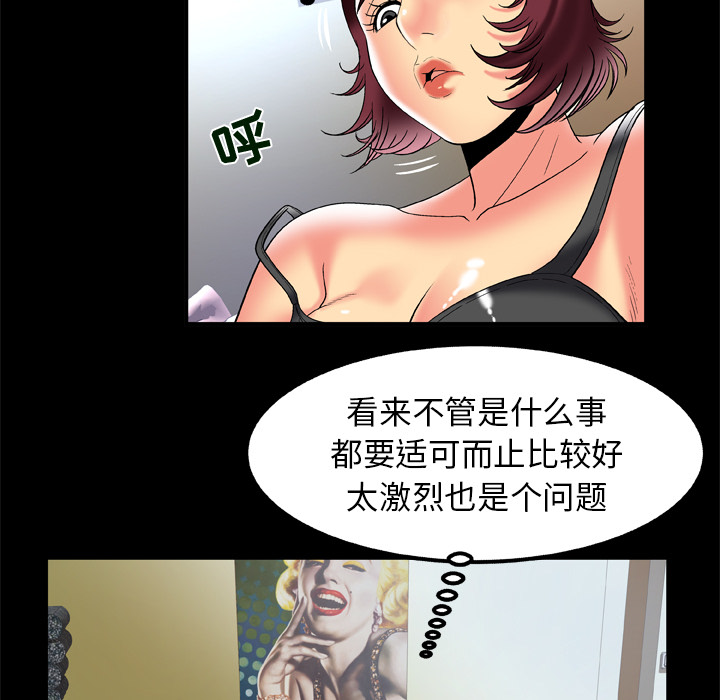 呼
看来不管是什么事
都要适可而止比较好
太激烈也是个问题